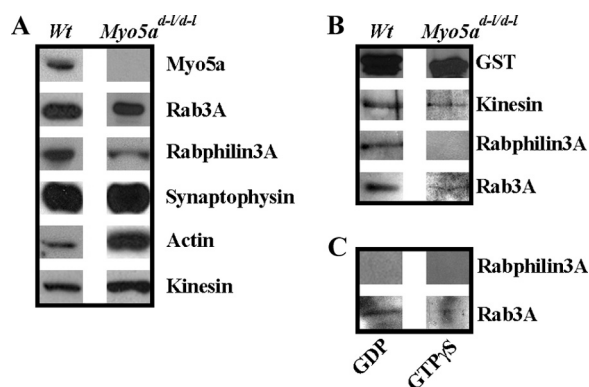 A
Wt Myo5a d-l/d-l
Myo5a
Rab3A
Rabphilin3A
Synaptophysin
Actin
Kinesin
B
Wt Myo5a d-l/d-l
GST
Kinesin
Rabphilin3A
Rab3A
C
Rabphilin3A
Rab3A
GDP GTPγS